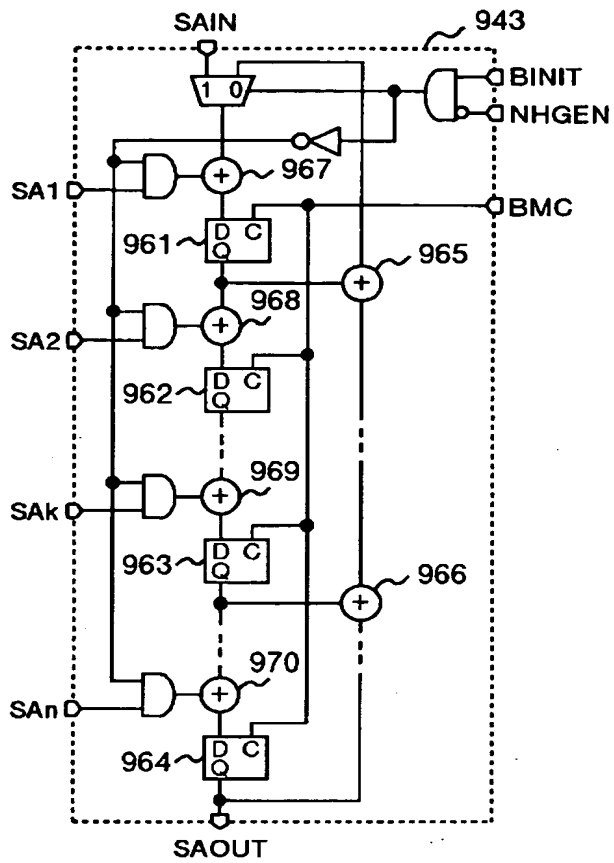 SAIN
943
1 0
BINIT
NHGEN
967
SA1
BMC
D C
Q
961
965
968
SA2
D C
Q
962
969
SAk
D C
Q
963
966
970
SAn
D C
Q
964
SAOUT